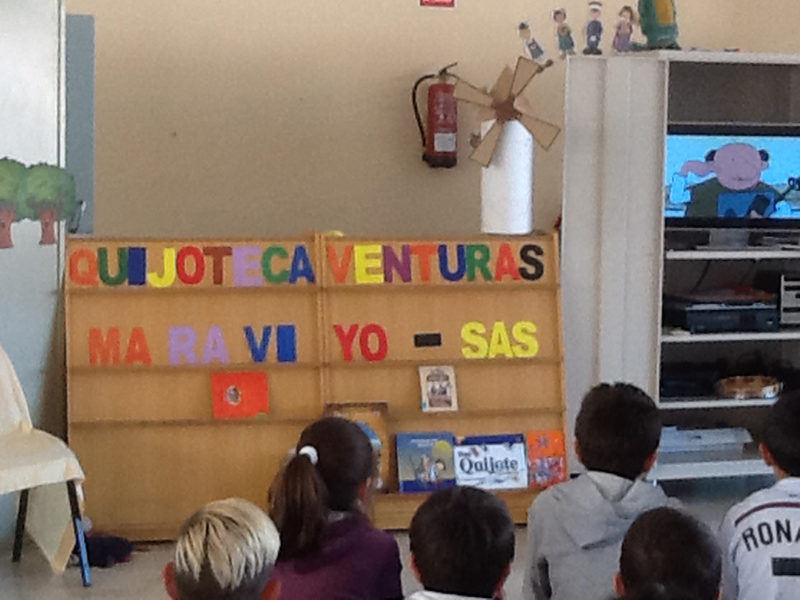 QUIJOTECA VENTURAS
MA RA VI YO - SAS
Quijote
RONA